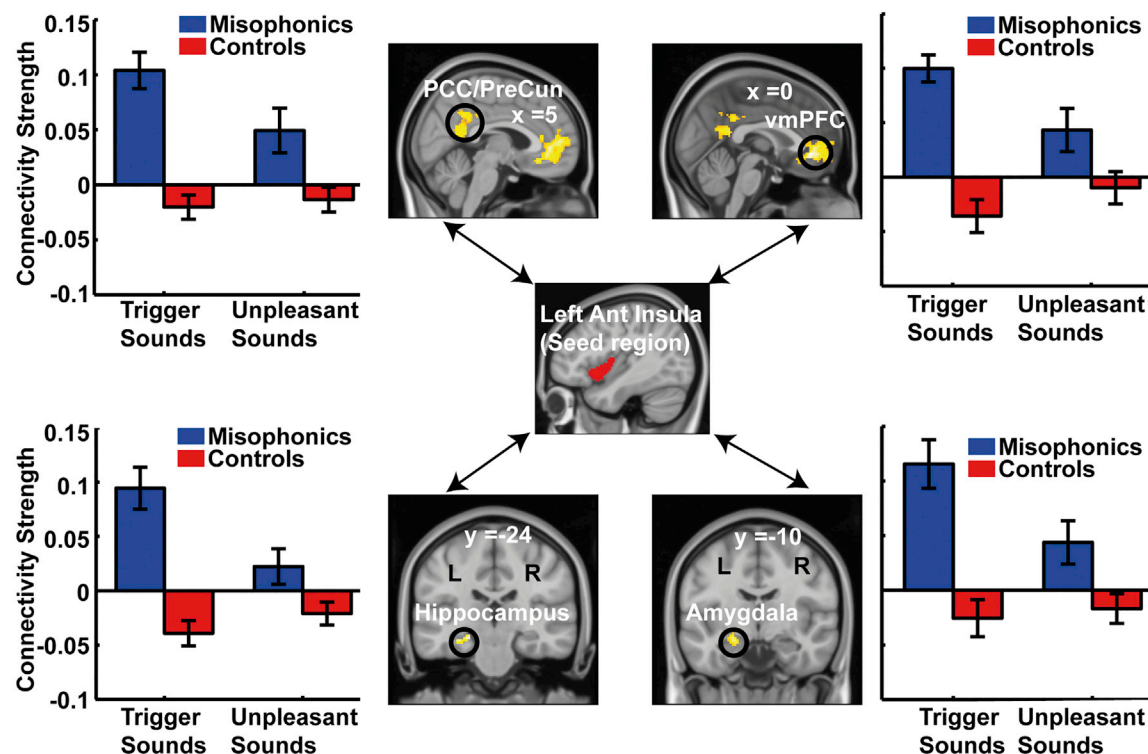 Connectivity Strength
0.15
0.1
0.05
0
-0.05
-0.1
Misophonics
Controls
Trigger
Sounds
Unpleasant
Sounds
PCC/PreCun
x =5
x =0
vmPFC
Misophonics
Controls
Trigger
Sounds
Unpleasant
Sounds
Left Ant Insula
(Seed region)
Connectivity Strength
0.15
0.1
0.05
0
-0.05
-0.1
Misophonics
Controls
Trigger
Sounds
Unpleasant
Sounds
y =-24
L R
Hippocampus
y =-10
L R
Amygdala
Misophonics
Controls
Trigger
Sounds
Unpleasant
Sounds